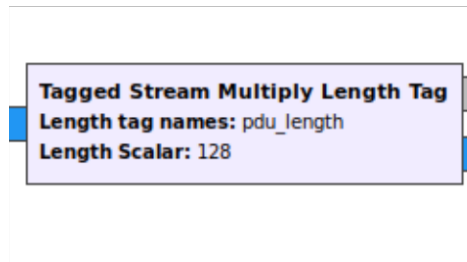 Tagged Stream Multiply Length Tag
Length tag names: pdu_length
Length Scalar: 128